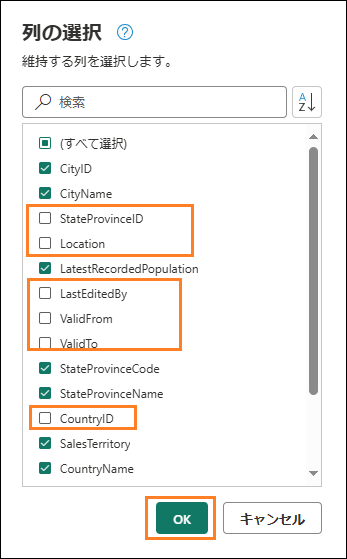 列の選択
維持する列を選択します。
検索
(すべて選択)
CityID
CityName
StateProvinceID
Location
LatestRecordedPopulation
LastEditedBy
ValidFrom
ValidTo
StateProvinceCode
StateProvinceName
CountryID
SalesTerritory
CountryName
OK
キャンセル